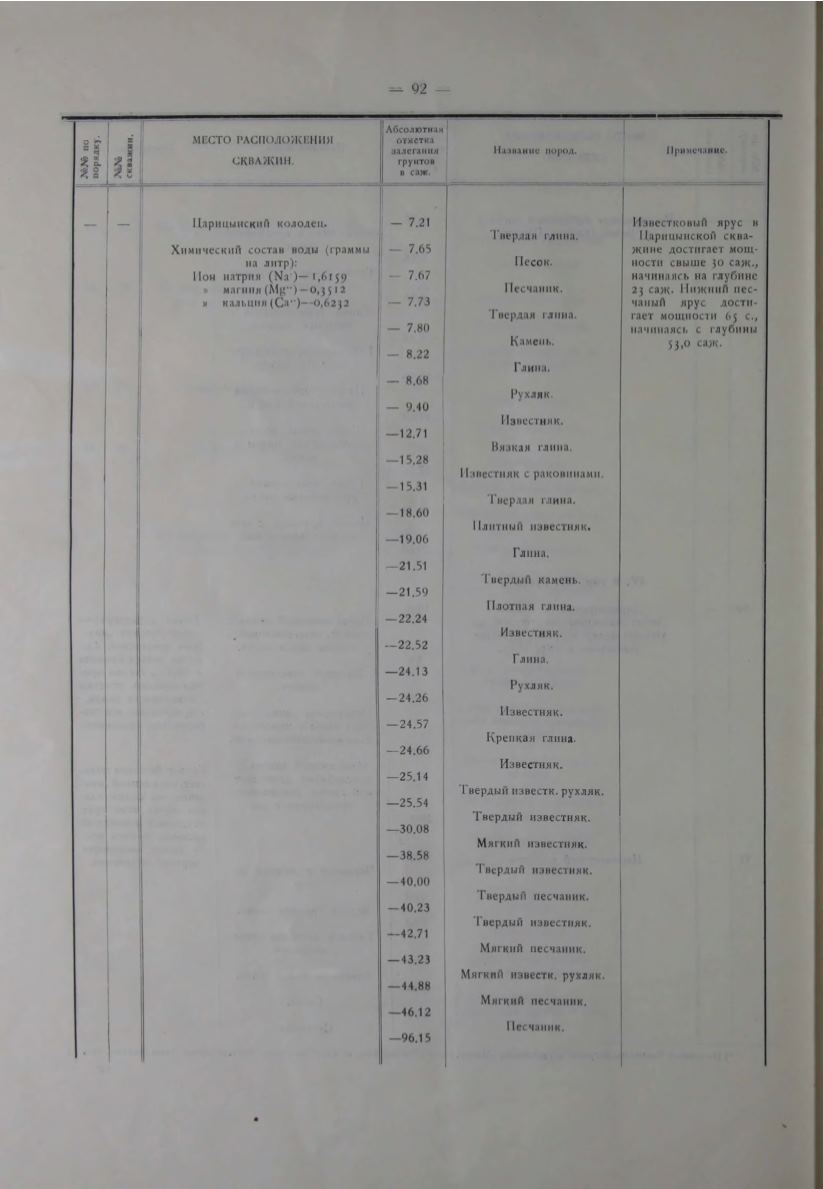 — 92 —
№№ по порядку.
№№ скважин.
МЕСТО РАСПОЛОЖЕНИЯ
СКВАЖИН.
Абсолютная
отметка
залегания
грунтов
в саж.
Название пород.
Примечание.
— — Царицынский колодец.
Химический состав воды (граммы
на литр):
Ион натрия (Na˙)— 1,6159
» магния (Mg˙˙) — 0,3512
» кальция (Ca˙˙)—0,6232
— 7,21
Твердая глина.
— 7,65
Песок.
— 7,67
Песчаник.
— 7,73
Твердая глина.
— 7,80
Камень.
— 8,22
Глина.
— 8,68
Рухляк.
— 9,40
Известняк.
—12,71
Вязкая глина.
—15,28
Известняк с раковинами.
—15,31
Твердая глина.
—18,60
Плитный известняк.
—19,06
Глина.
—21,51
Твердый камень.
—21,59
Плотная глина.
—22,24
Известняк.
—22,52
Глина.
—24,13
Рухляк.
—24,26
Известняк.
—24,57
Крепкая глина.
—24,66
Известняк.
—25,14
Твердый известк. рухляк.
—25,54
Твердый известняк.
—30,08
Мягкий известняк.
—38,58
Твердый известняк.
—40,00
Твердый песчаник.
—40,23
Твердый известняк.
—42,71
Мягкий песчаник.
—43,23
Мягкий известк. рухляк.
—44,88
Мягкий песчаник.
—46,12
Песчаник.
—96,15
Известковый ярус в
Царицынской сква-
жине достигает мощ-
ности свыше 30 саж.,
начинаясь на глубине
23 саж. Нижний пес-
чаный ярус дости-
гает мощности 65 с.,
начинаясь с глубины
53,0 саж.